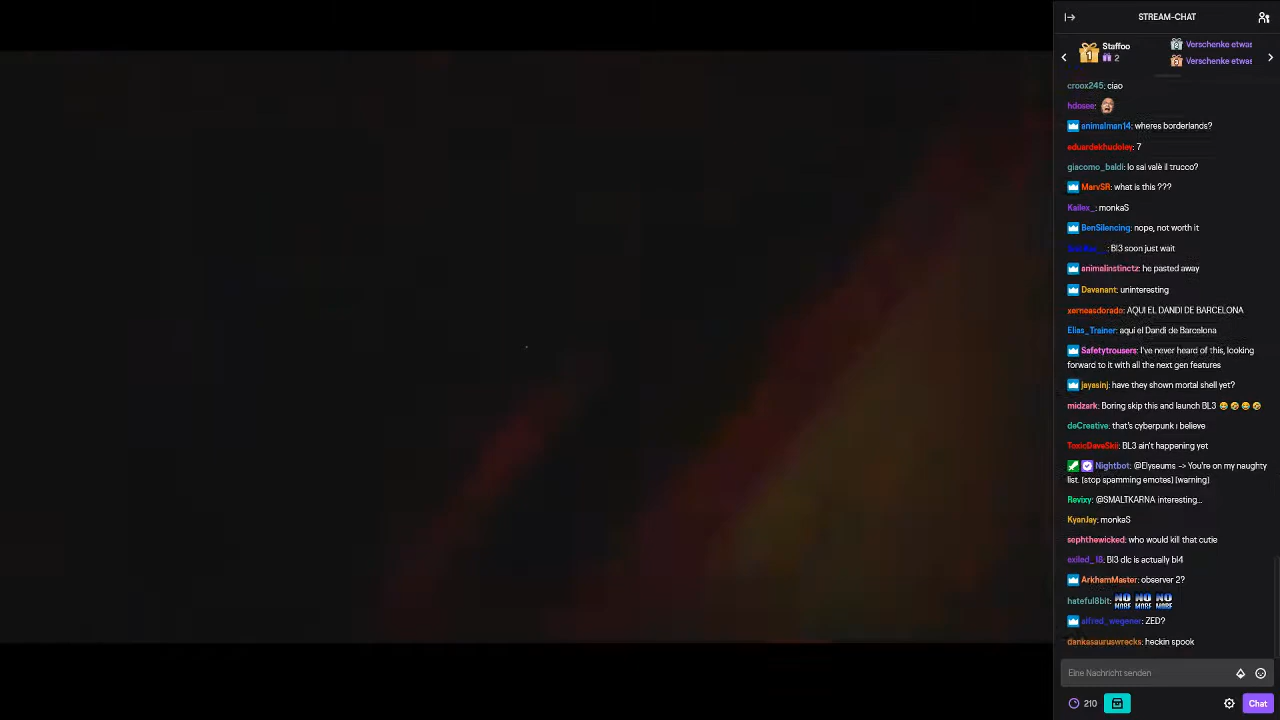 STREAM-CHAT
Staffoo
2
Verschenke etwas
Verschenke etwas
croox245: ciao
hdosee:
animalman14: wheres borderlands?
eduardekhudoley: 7
giacomo_baldi: lo sai valè il trucco?
MarvSR: what is this ???
Kailex_: monkaS
BenSilencing: nope, not worth it
: Bl3 soon just wait
animalinstinctz: he pasted away
Davanant: uninteresting
xerneasdorado: AQUI EL DANDI DE BARCELONA
Elias_Trainer: aquí el Dandi de Barcelona
Safetytrousers: I've never heard of this, looking
forward to it with all the next gen features
jayasinj: have they shown mortal shell yet?
midzark: Boring skip this and launch BL3 😂 🤣 😂 🤣
deCreative: that's cyberpunk i believe
ToxicDaveSkii: BL3 ain't happening yet
Nightbot: @Elyseums -> You're on my naughty
list. [stop spamming emotes] [warning]
Revixy: @SMALTKARNA interesting...
KyanJay: monkaS
sephthewicked: who would kill that cutie
exiled_18: Bl3 dlc is actually bl4
ArkhamMaster: observer 2?
hateful8bit: NO MORE NO MORE NO MORE
alfred_wegener: ZED?
dankasauruswrecks: heckin spook
Eine Nachricht senden
210
Chat